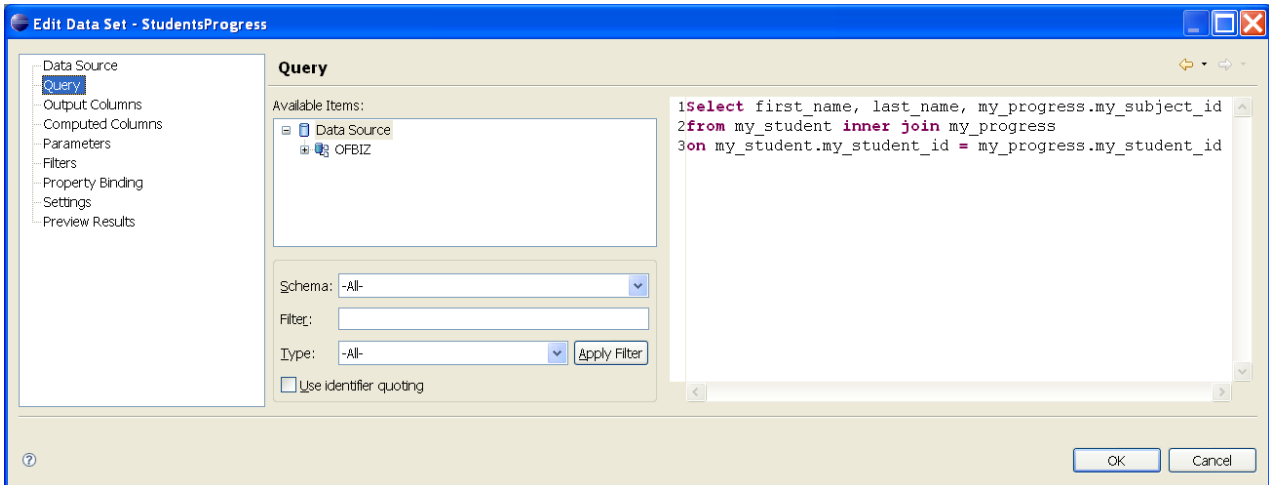 Edit Data Set - StudentsProgress
Data Source
Query
Output Columns
Computed Columns
Parameters
Filters
Property Binding
Settings
Preview Results
Query
Available Items:
Data Source
OFBIZ
Schema: -All-
Filter:
Type: -All- Apply Filter
Use identifier quoting
1Select first_name, last_name, my_progress.my_subject_id
2from my_student inner join my_progress
3on my_student.my_student_id = my_progress.my_student_id
OK Cancel